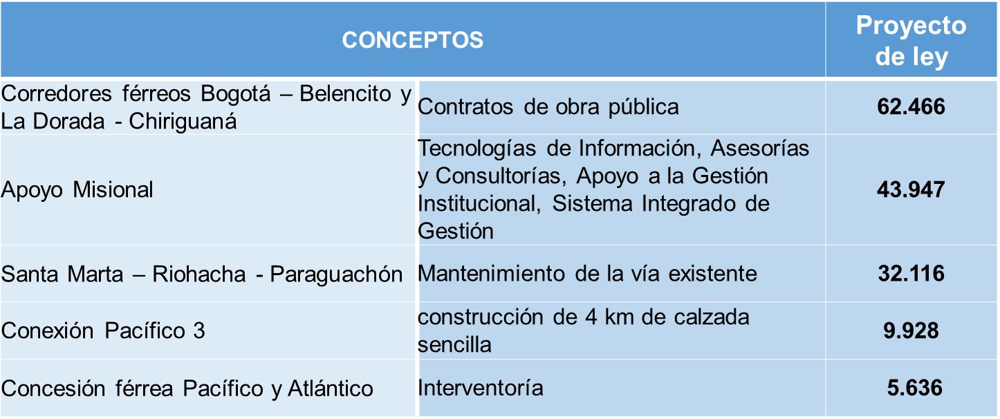 CONCEPTOS
Proyecto
de ley
Corredores férreos Bogotá – Belencito y
La Dorada - Chiriguaná
Contratos de obra pública
62.466
Apoyo Misional
Tecnologías de Información, Asesorías
y Consultorías, Apoyo a la Gestión
Institucional, Sistema Integrado de
Gestión
43.947
Santa Marta – Riohacha - Paraguachón
Mantenimiento de la vía existente
32.116
Conexión Pacífico 3
construcción de 4 km de calzada
sencilla
9.928
Concesión férrea Pacífico y Atlántico
Interventoría
5.636